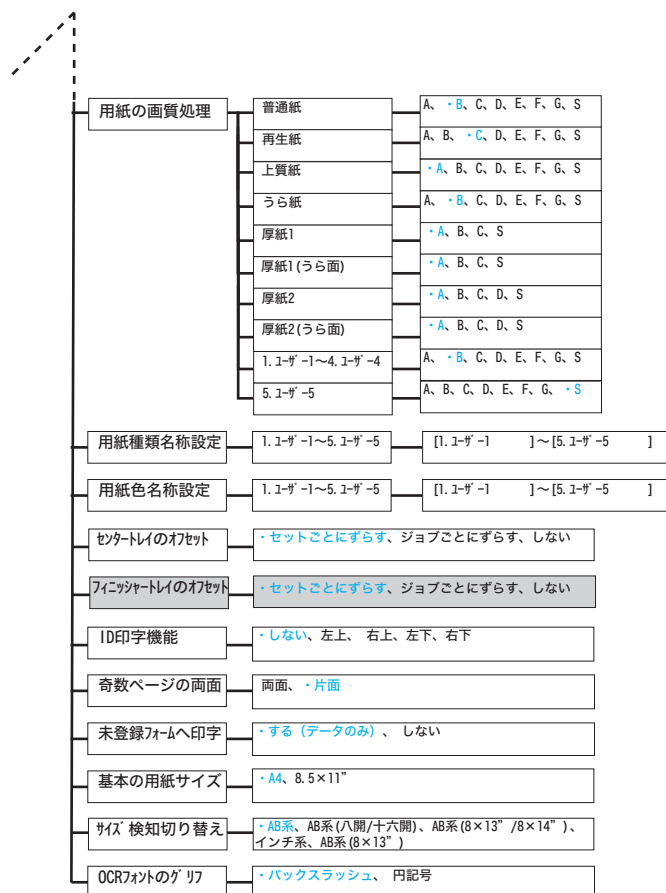 用紙の画質処理
普通紙
A、 ・B、C、D、E、F、G、S
再生紙
A、B、 ・C、D、E、F、G、S
上質紙
・A、B、C、D、E、F、G、S
うら紙
A、 ・B、C、D、E、F、G、S
厚紙1
・A、B、C、S
厚紙1(うら面)
・A、B、C、S
厚紙2
・A、B、C、D、S
厚紙2(うら面)
・A、B、C、D、S
1.ﾕｰｻﾞｰ1～4.ﾕｰｻﾞｰ4
A、 ・B、C、D、E、F、G、S
5.ﾕｰｻﾞｰ5
A、B、C、D、E、F、G、 ・S
用紙種類名称設定
1.ﾕｰｻﾞｰ1～5.ﾕｰｻﾞｰ5
[1.ﾕｰｻﾞｰ1 ]～[5.ﾕｰｻﾞｰ5 ]
用紙色名称設定
1.ﾕｰｻﾞｰ1～5.ﾕｰｻﾞｰ5
[1.ﾕｰｻﾞｰ1 ]～[5.ﾕｰｻﾞｰ5 ]
ｾﾝﾀｰﾄﾚｲのｵﾌｾｯﾄ
・セットごとにずらす、ジョブごとにずらす、しない
ﾌｨﾆｯｼｬｰﾄﾚｲのｵﾌｾｯﾄ
・セットごとにずらす、ジョブごとにずらす、しない
ID印字機能
・しない、左上、 右上、左下、右下
奇数ページの両面
両面、・片面
未登録ﾌｫｰﾑへ印字
・する（データのみ）、 しない
基本の用紙サイズ
・A4、8.5×11”
ｻｲｽﾞ検知切り替え
・AB系、AB系(八開/十六開)、AB系(8×13”/8×14”)、
インチ系、AB系(8×13”)
OCRﾌｫﾝﾄのｸﾞﾘﾌ
・バックスラッシュ、 円記号